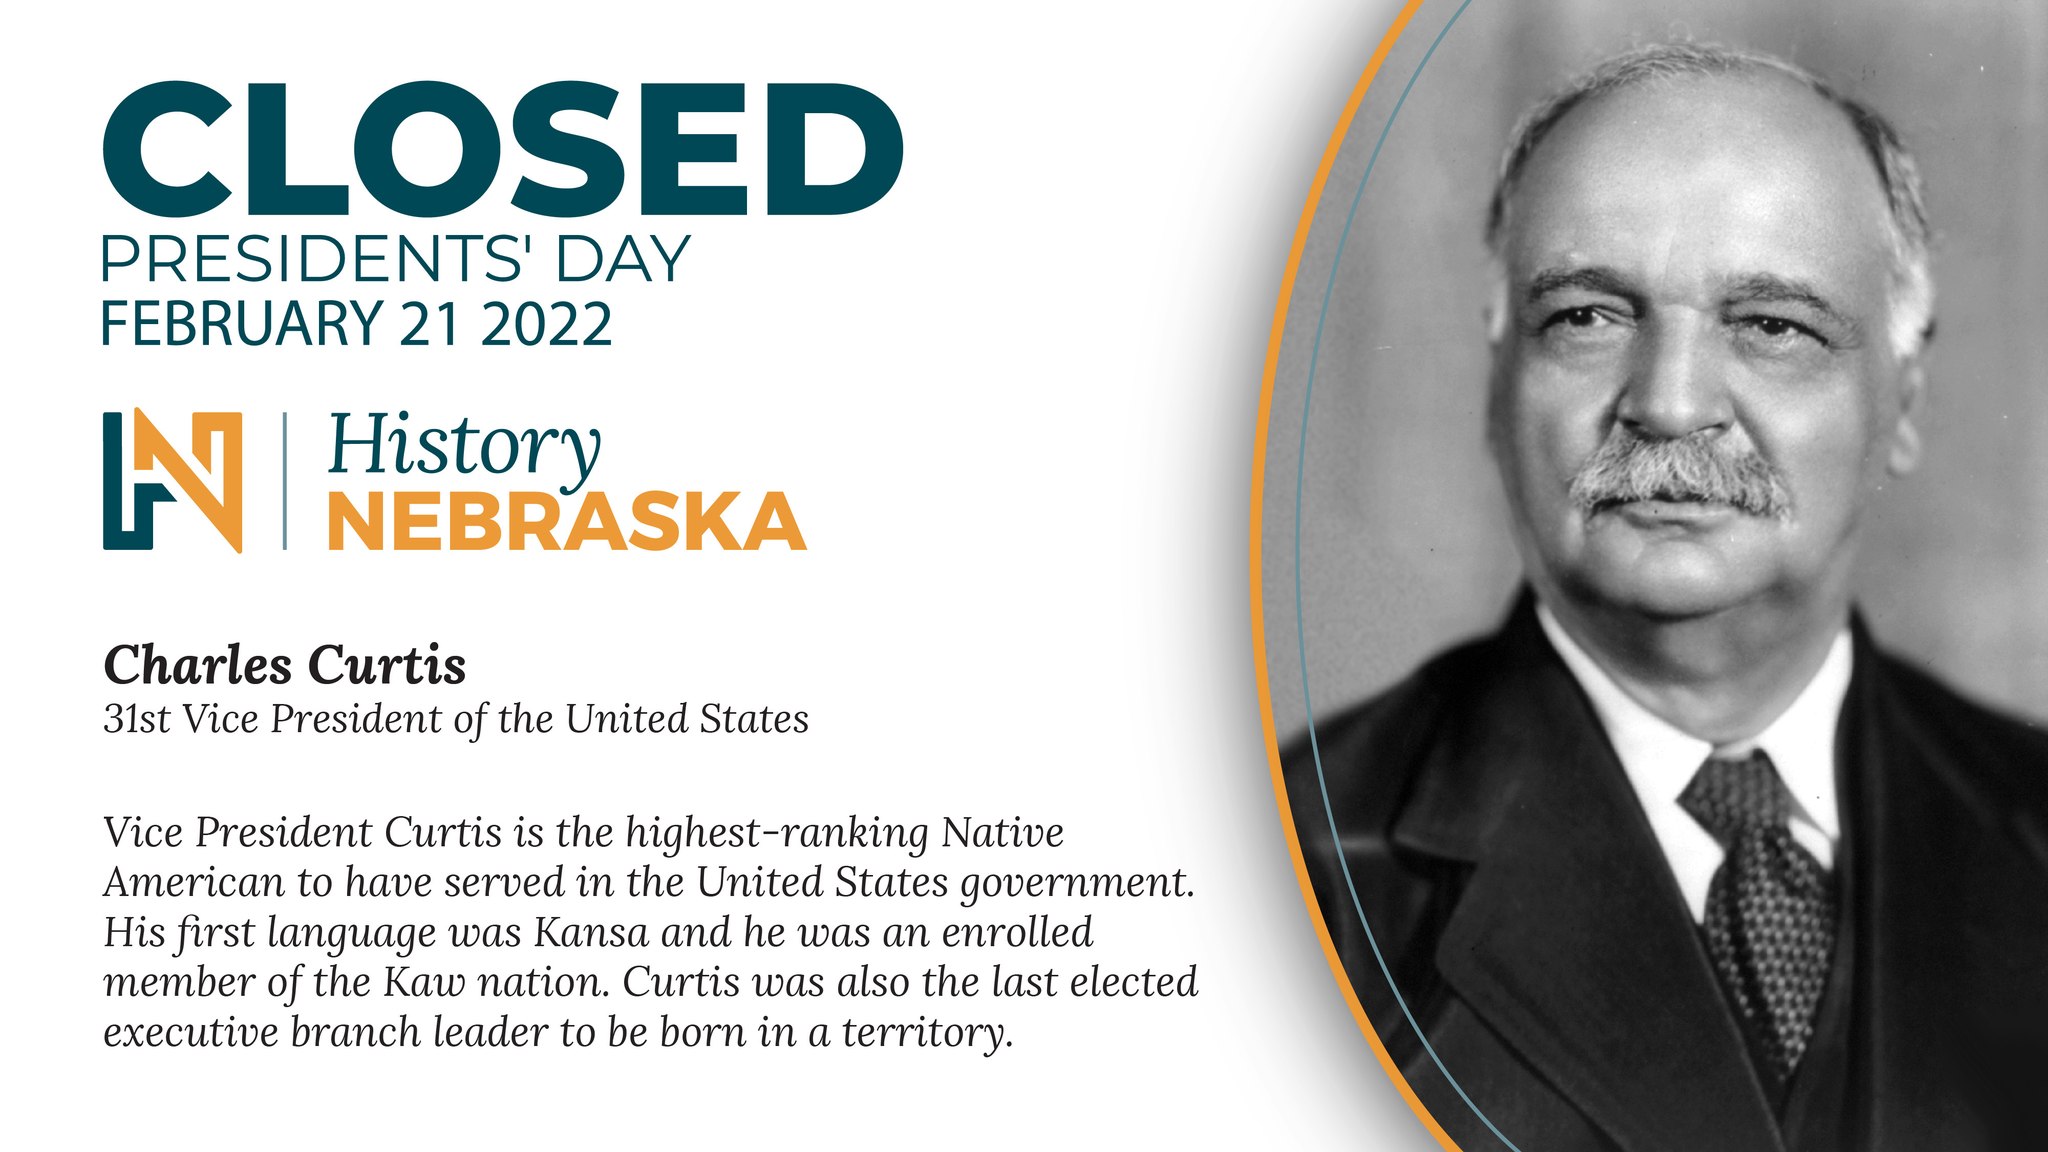 CLOSED
PRESIDENTS' DAY
FEBRUARY 21 2022
History
NEBRASKA
Charles Curtis
31st Vice President of the United States
Vice President Curtis is the highest-ranking Native
American to have served in the United States government.
His first language was Kansa and he was an enrolled
member of the Kaw nation. Curtis was also the last elected
executive branch leader to be born in a territory.